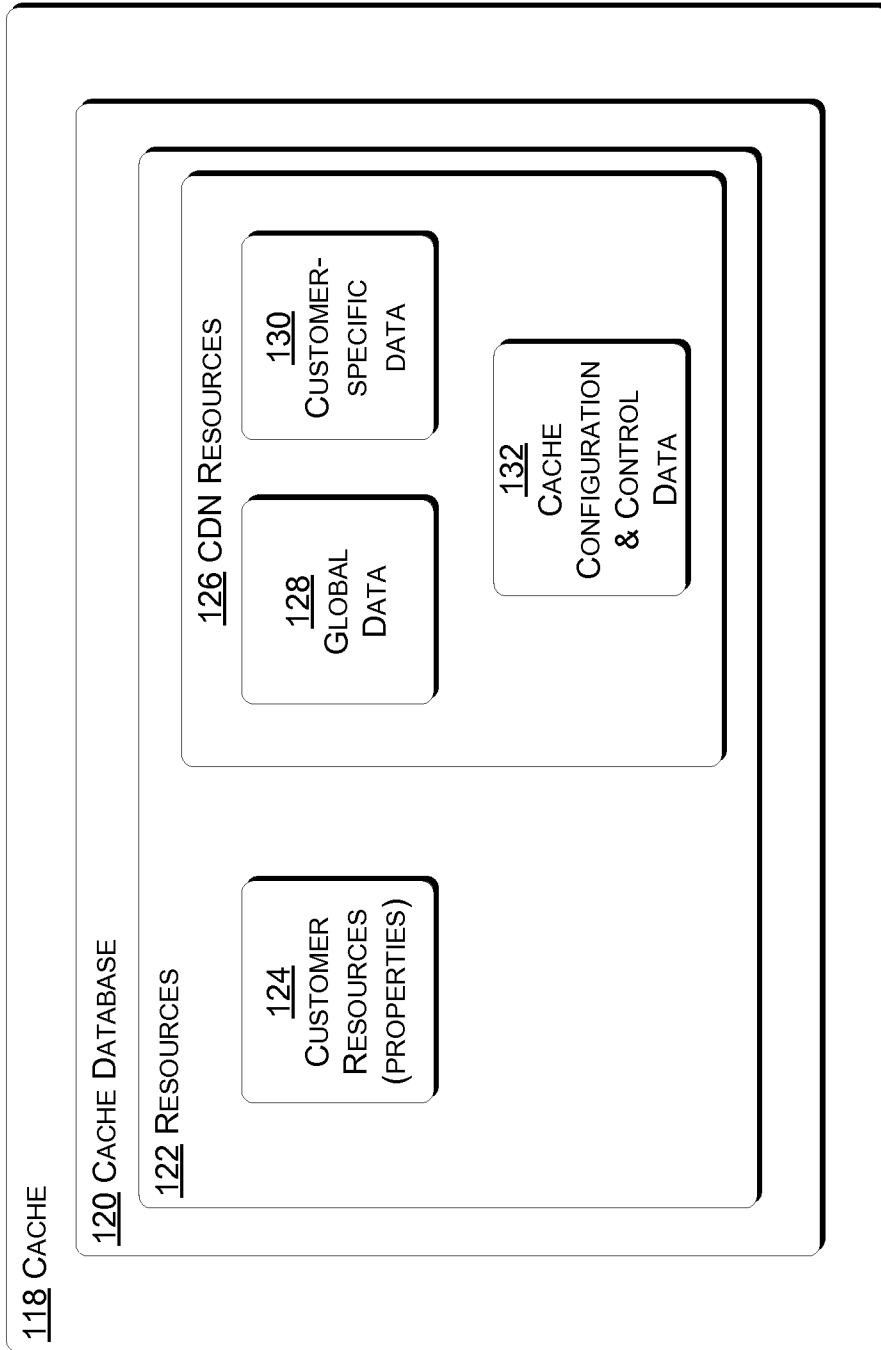 118 CACHE
120 CACHE DATABASE
122 RESOURCES
124
CUSTOMER
RESOURCES
(PROPERTIES)
126 CDN RESOURCES
128
GLOBAL
DATA
130
CUSTOMER-
SPECIFIC
DATA
132
CACHE
CONFIGURATION
& CONTROL
DATA